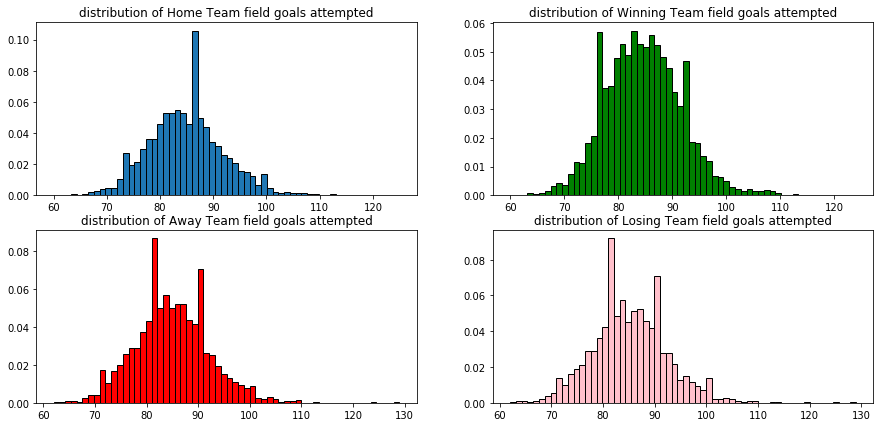 distribution of Home Team field goals attempted
0.10
0.08
0.06
0.04
0.02
0.00
60 70 80 90 100 110 120
distribution of Winning Team field goals attempted
0.06
0.05
0.04
0.03
0.02
0.01
0.00
60 70 80 90 100 110 120
distribution of Away Team field goals attempted
0.08
0.06
0.04
0.02
0.00
60 70 80 90 100 110 120 130
distribution of Losing Team field goals attempted
0.08
0.06
0.04
0.02
0.00
60 70 80 90 100 110 120 130